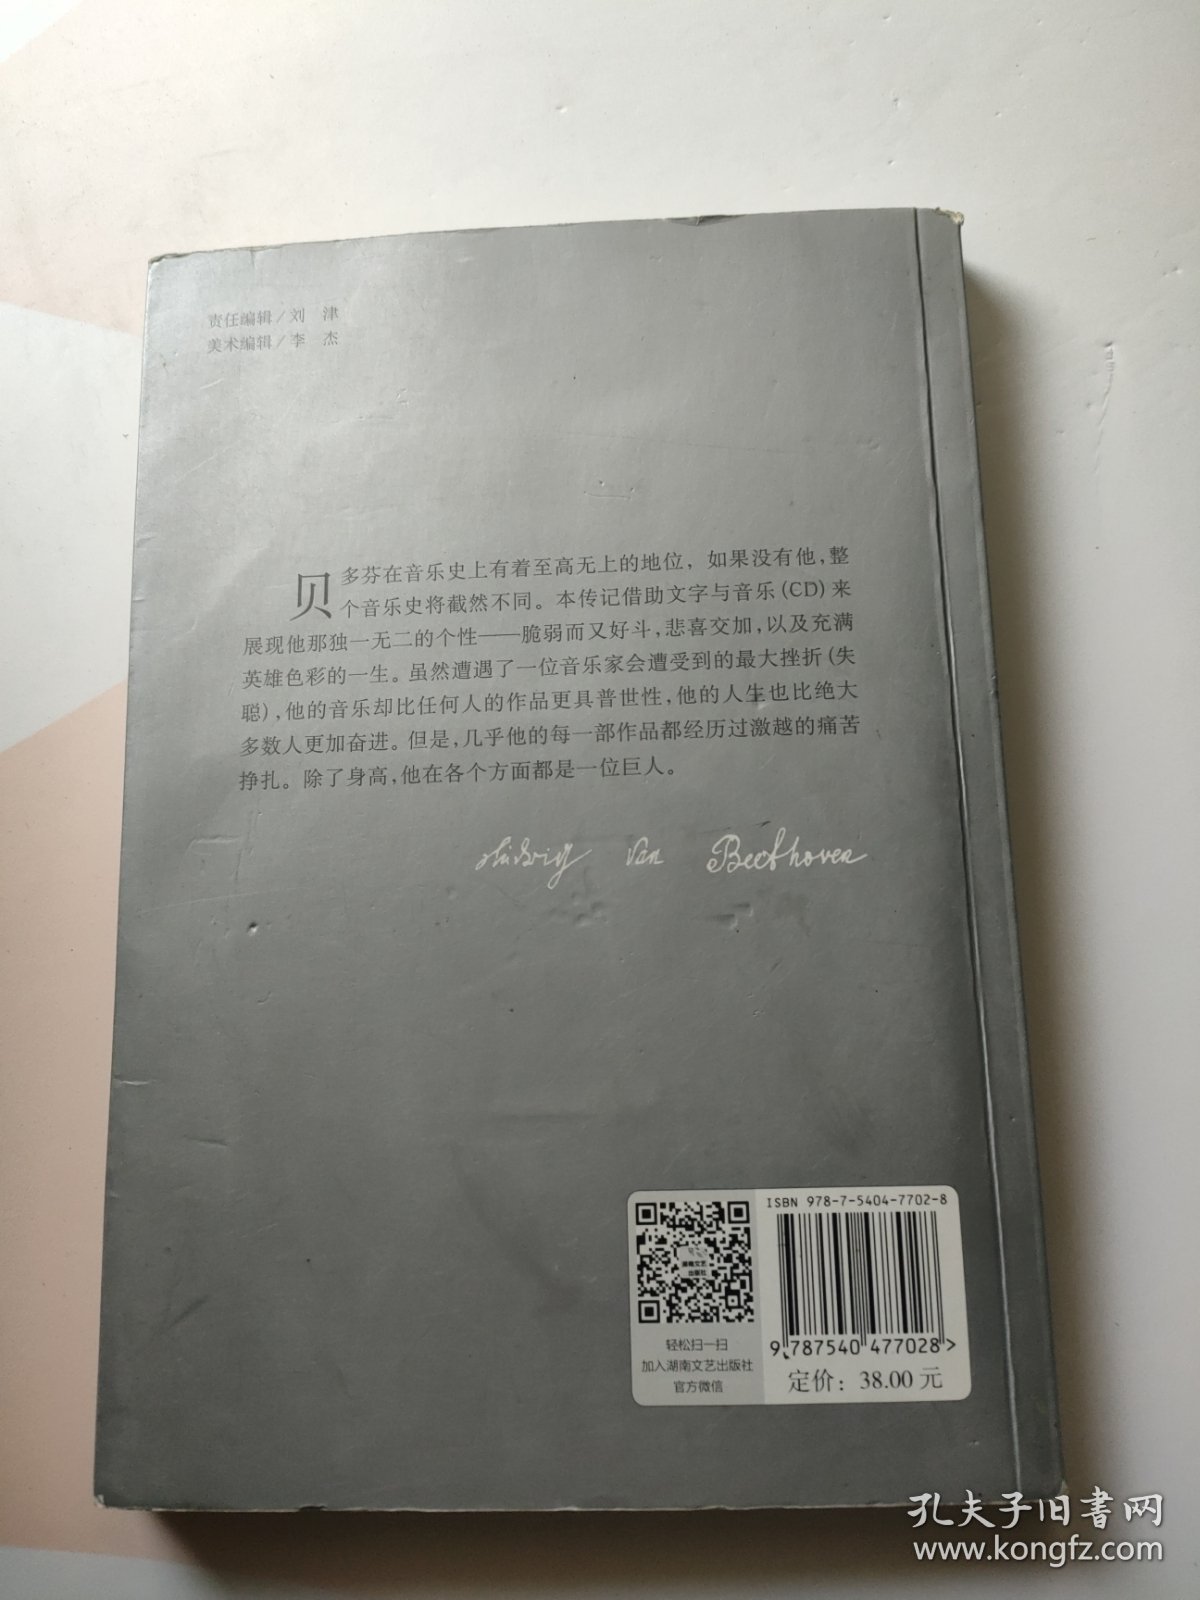 责任编辑/刘 津
美术编辑/李 杰
贝多芬在音乐史上有着至高无上的地位，如果没有他，整
个音乐史将截然不同。本传记借助文字与音乐(CD)来
展现他那独一无二的个性——脆弱而又好斗，悲喜交加，以及充满
英雄色彩的一生。虽然遭遇了一位音乐家会遭受到的最大挫折(失
聪)，他的音乐却比任何人的作品更具普世性，他的人生也比绝大
多数人更加奋进。但是，几乎他的每一部作品都经历过激越的痛苦
挣扎。除了身高，他在各个方面都是一位巨人。
Ludwig van Beethoven
ISBN 978-7-5404-7702-8
湖南文艺
出版社
9 787540 477028 >
轻松扫一扫
加入湖南文艺出版社
官方微信
定价：38.00元
孔夫子旧书网
www.kongfz.com